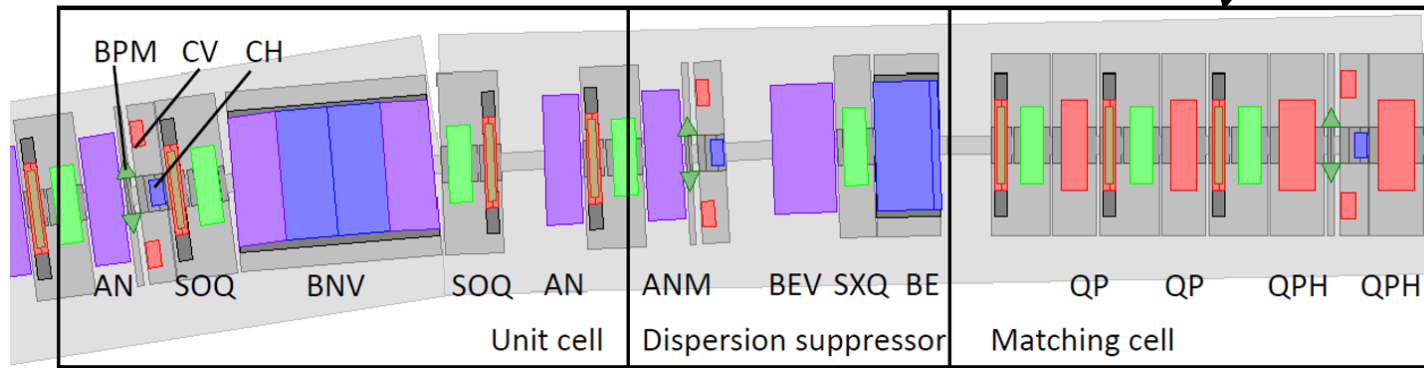 BPM CV CH
AN SOQ BNV SOQ AN ANM BEV SXQ BE QP QP QPH QPH
Unit cell Dispersion suppressor Matching cell